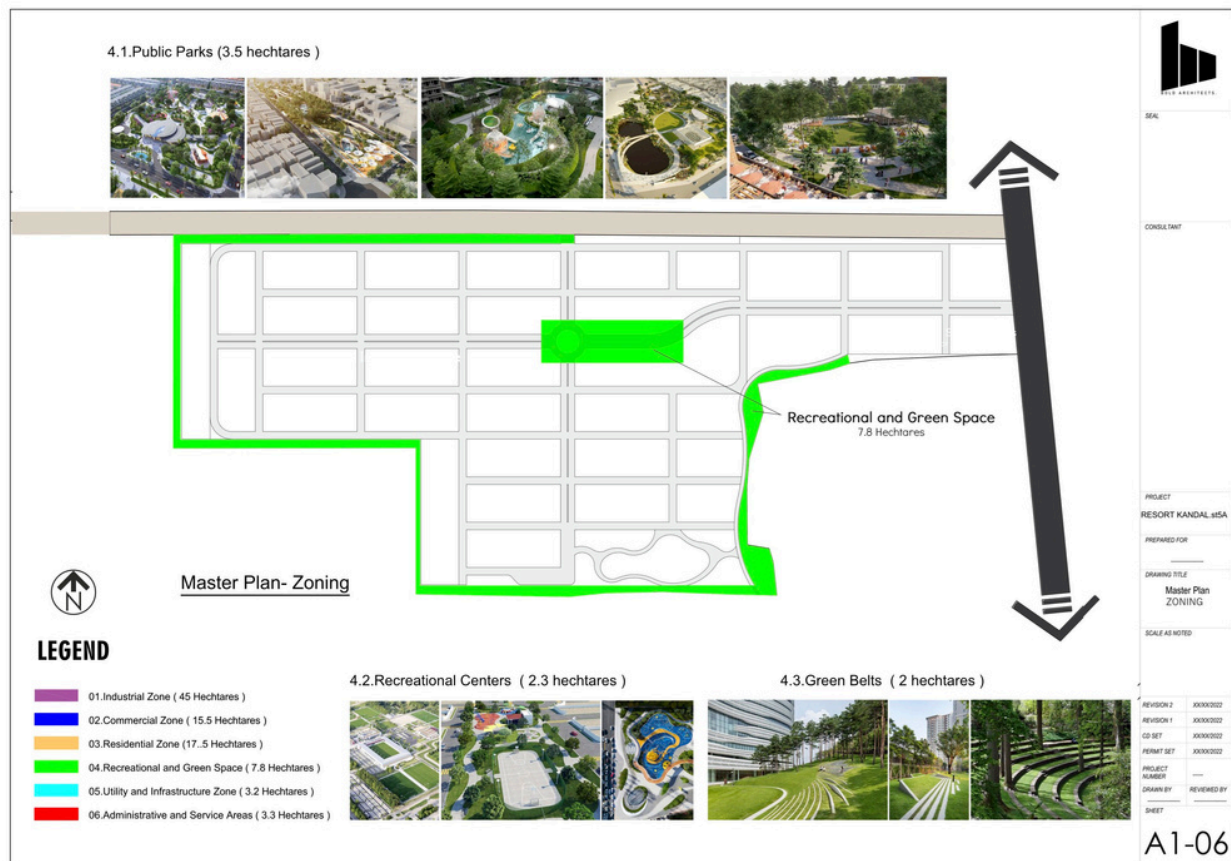 4.1.Public Parks (3.5 hechtares )
BULD ARCHITECTS.
SEAL
CONSULTANT
Recreational and Green Space
7.8 Hechtares
PROJECT
RESORT KANDAL.st5A
PREPARED FOR
DRAWING TITLE
Master Plan
ZONING
SCALE AS NOTED
N
Master Plan- Zoning
LEGEND
01.Industrial Zone ( 45 Hechtares )
02.Commercial Zone ( 15.5 Hechtares )
03.Residential Zone (17..5 Hechtares )
04.Recreational and Green Space ( 7.8 Hechtares )
05.Utility and Infrastructure Zone ( 3.2 Hechtares )
06.Administrative and Service Areas ( 3.3 Hechtares )
4.2.Recreational Centers ( 2.3 hechtares )
4.3.Green Belts ( 2 hechtares )
REVISION 2 XX/XX/2022
REVISION 1 XX/XX/2022
CD SET XX/XX/2022
PERMIT SET XX/XX/2022
PROJECT
NUMBER
DRAWN BY REVIEWED BY
SHEET
A1-06